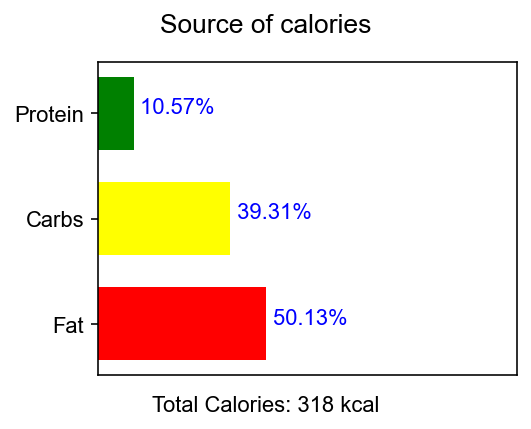 Source of calories
Protein
10.57%
Carbs
39.31%
Fat
50.13%
Total Calories: 318 kcal